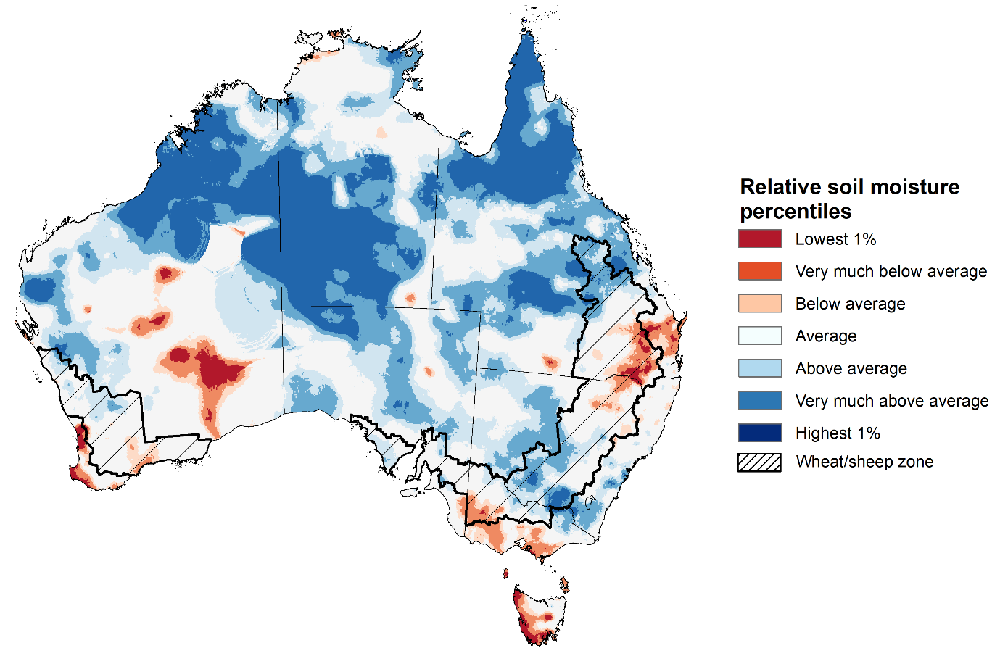 Relative soil moisture
percentiles
Lowest 1%
Very much below average
Below average
Average
Above average
Very much above average
Highest 1%
Wheat/sheep zone